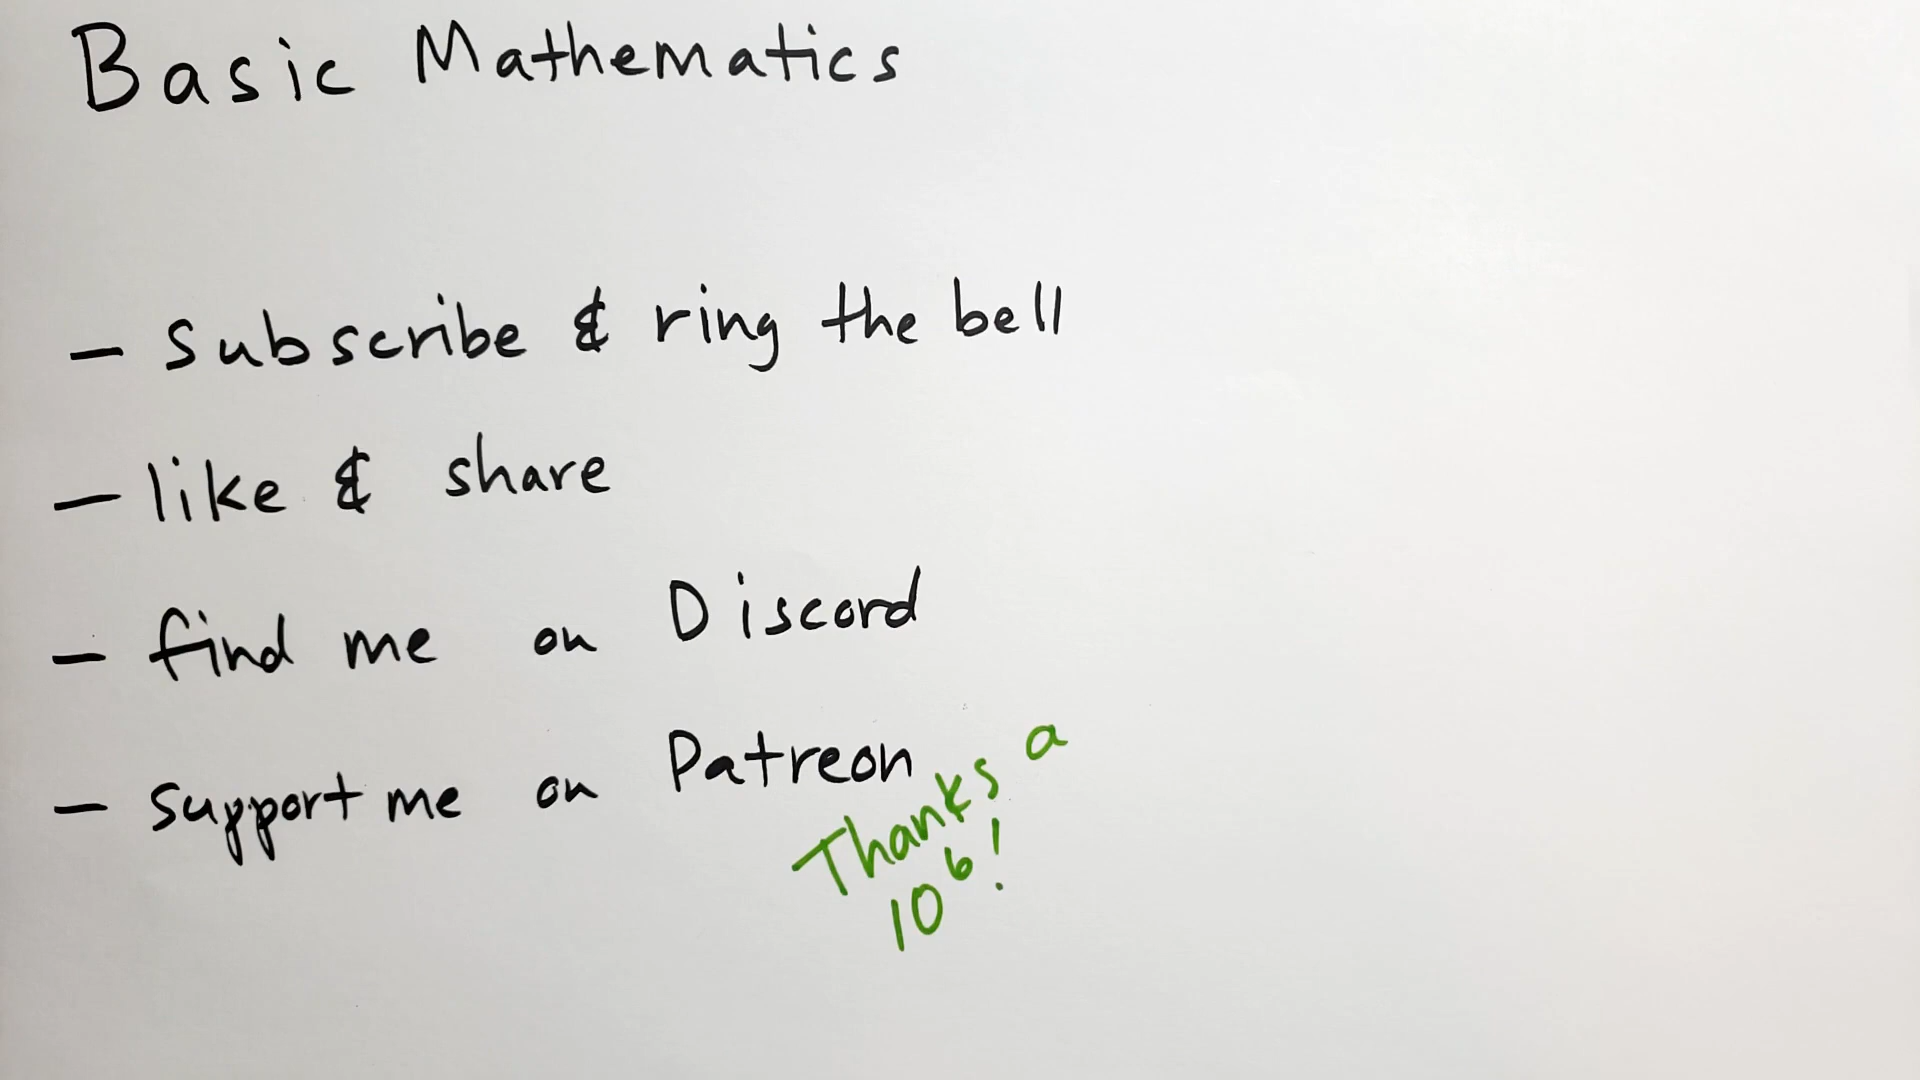 Basic Mathematics
– subscribe & ring the bell
– like & share
– find me on Discord
– support me on Patreon
Thanks a
10⁶!